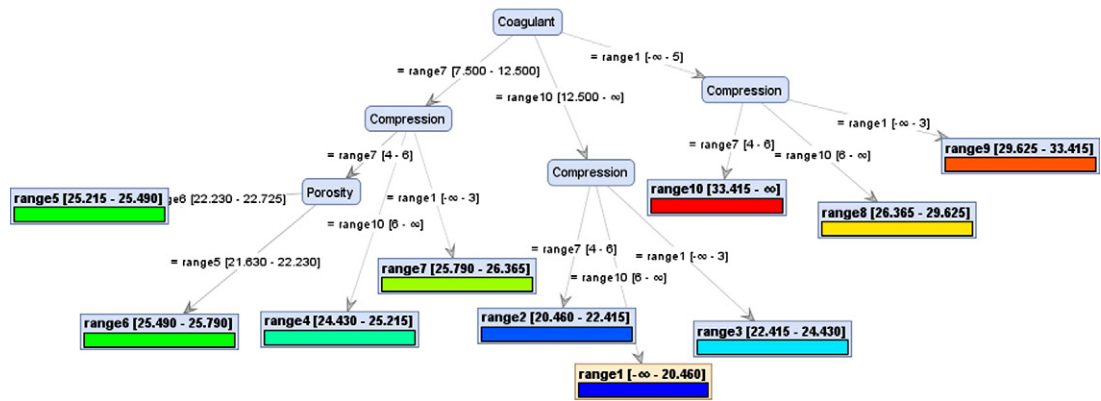 Coagulant
= range1 [-∞ - 5]
= range7 [7.500 - 12.500]
= range10 [12.500 - ∞]
Compression
Compression
= range1 [-∞ - 3]
= range7 [4 - 6]
= range10 [6 - ∞]
range9 [29.625 - 33.415]
= range7 [4 - 6]
Compression
Porosity
range10 [33.415 - ∞]
range5 [25.215 - 25.490]
ge6 [22.230 - 22.725]
= range1 [-∞ - 3]
range8 [26.365 - 29.625]
= range10 [6 - ∞]
= range7 [4 - 6]
= range1 [-∞ - 3]
= range5 [21.630 - 22.230]
range7 [25.790 - 26.365]
= range10 [6 - ∞]
range6 [25.490 - 25.790]
range4 [24.430 - 25.215]
range2 [20.460 - 22.415]
range3 [22.415 - 24.430]
range1 [-∞ - 20.460]